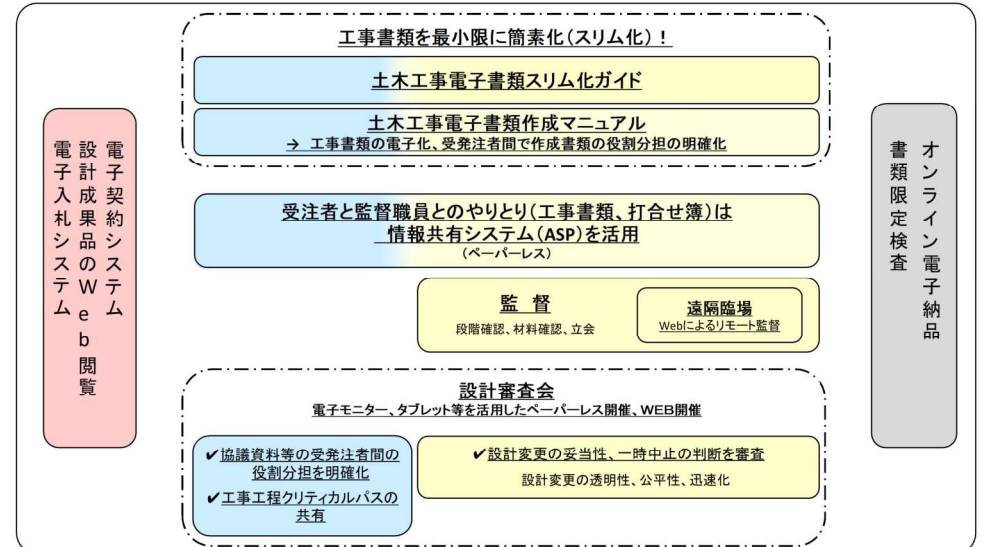 工事書類を最小限に簡素化(スリム化)!
土木工事電子書類スリム化ガイド
土木工事電子書類作成マニュアル
→ 工事書類の電子化、受発注者間で作成書類の役割分担の明確化
電子契約システム
設計成果品のWeb閲覧
電子入札システム
受注者と監督職員とのやりとり(工事書類、打合せ簿)は
情報共有システム(ASP)を活用
(ペーパーレス)
監 督
段階確認、材料確認、立会
遠隔臨場
Webによるリモート監督
設計審査会
電子モニター、タブレット等を活用したペーパーレス開催、WEB開催
✔協議資料等の受発注者間の
役割分担を明確化
✔工事工程クリティカルパスの
共有
✔設計変更の妥当性、一時中止の判断を審査
設計変更の透明性、公平性、迅速化
オンライン電子納品
書類限定検査